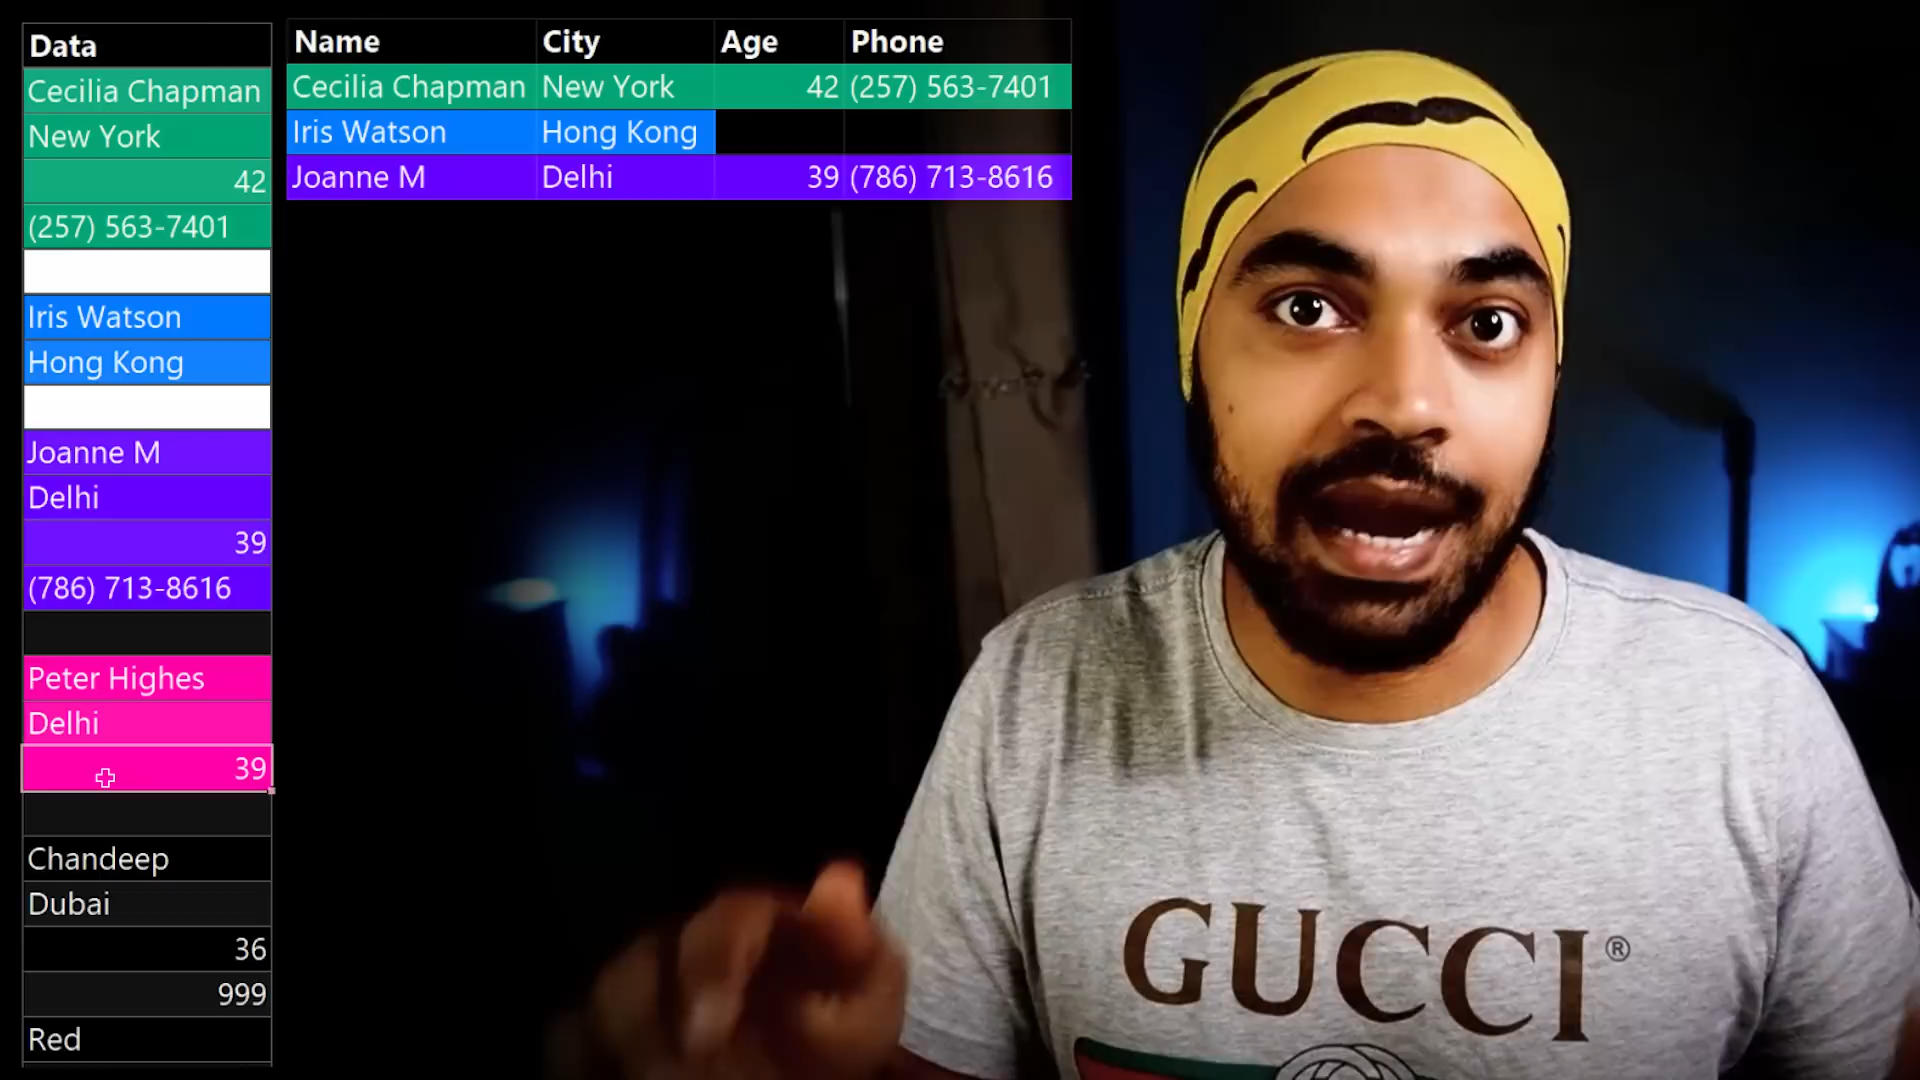 Data
Cecilia Chapman
New York
42
(257) 563-7401
Iris Watson
Hong Kong
Joanne M
Delhi
39
(786) 713-8616
Peter Highes
Delhi
39
Chandeep
Dubai
36
999
Red
Name City Age Phone
Cecilia Chapman New York 42 (257) 563-7401
Iris Watson Hong Kong
Joanne M Delhi 39 (786) 713-8616
GUCCI ®